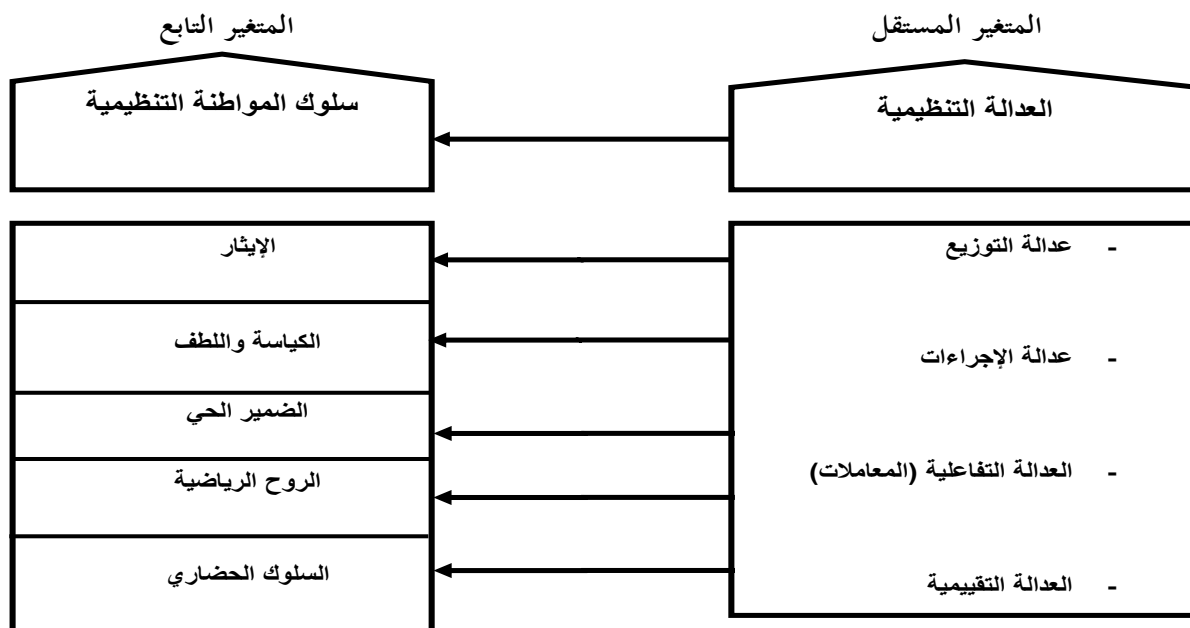 المتغير المستقل
المتغير التابع
العدالة التنظيمية
سلوك المواطنة التنظيمية
- عدالة التوزيع
- عدالة الإجراءات
- العدالة التفاعلية (المعاملات)
- العدالة التقييمية
الإيثار
الكياسة واللطف
الضمير الحي
الروح الرياضية
السلوك الحضاري